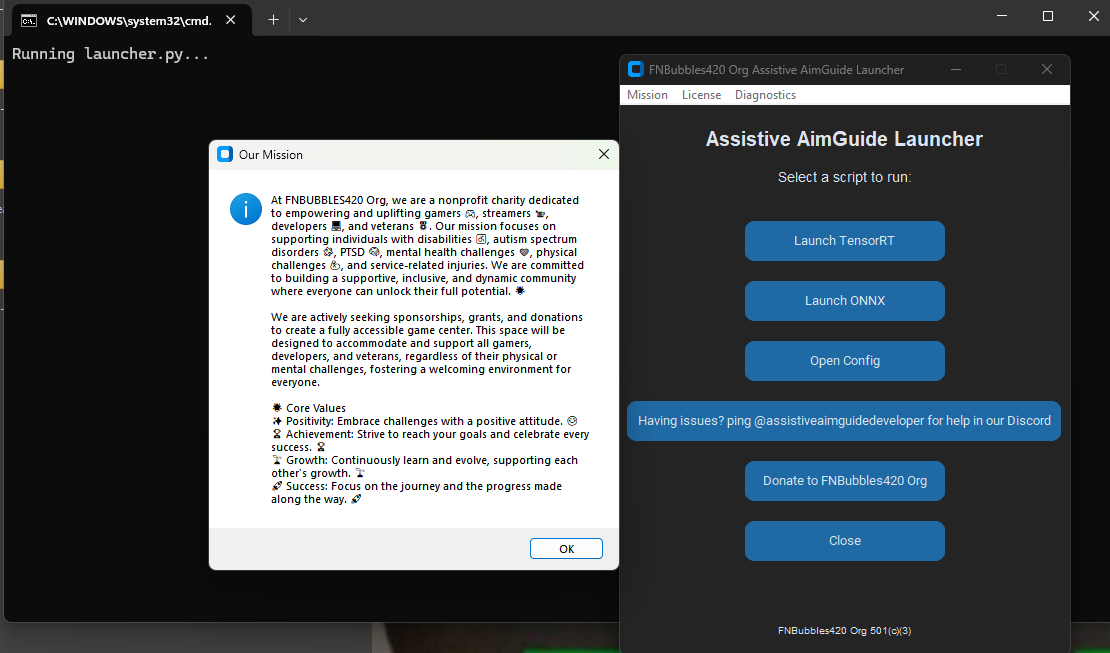 C:\WINDOWS\system32\cmd.
Running launcher.py...
FNBubbles420 Org Assistive AimGuide Launcher
Mission License Diagnostics
Assistive AimGuide Launcher
Select a script to run:
Launch TensorRT
Launch ONNX
Open Config
Having issues? ping @assistiveaimguidedeveloper for help in our Discord
Donate to FNBubbles420 Org
Close
FNBubbles420 Org 501(c)(3)
Our Mission
At FNBUBBLES420 Org, we are a nonprofit charity dedicated
to empowering and uplifting gamers 🎮, streamers 📹,
developers 💻, and veterans 🎖. Our mission focuses on
supporting individuals with disabilities ♿, autism spectrum
disorders 🧩, PTSD 🧠, mental health challenges 💖, physical
challenges 💪, and service-related injuries. We are committed
to building a supportive, inclusive, and dynamic community
where everyone can unlock their full potential. 🌟
We are actively seeking sponsorships, grants, and donations
to create a fully accessible game center. This space will be
designed to accommodate and support all gamers,
developers, and veterans, regardless of their physical or
mental challenges, fostering a welcoming environment for
everyone.
🌟 Core Values
✨ Positivity: Embrace challenges with a positive attitude. 😊
🏆 Achievement: Strive to reach your goals and celebrate every
success. 🏆
🌱 Growth: Continuously learn and evolve, supporting each
other's growth. 🌱
🚀 Success: Focus on the journey and the progress made
along the way. 🚀
OK